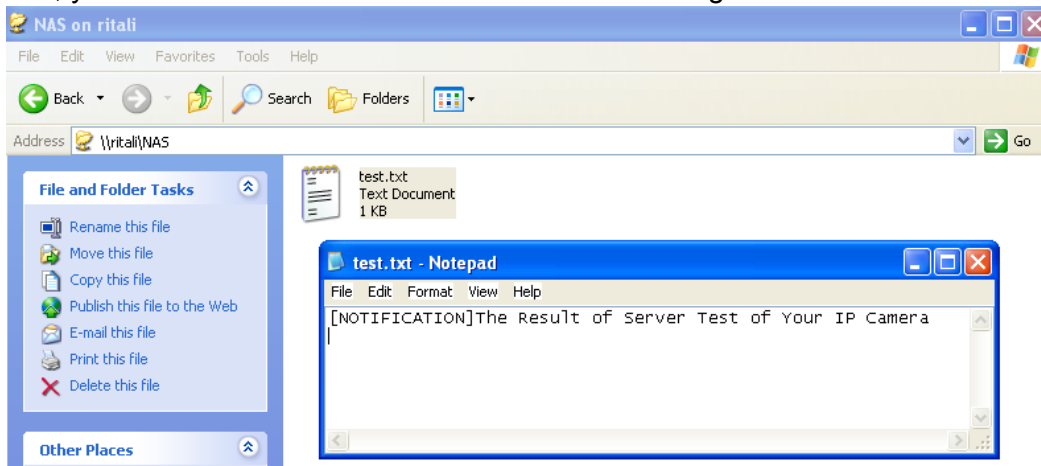 NAS on ritali
File Edit View Favorites Tools Help
Back Search Folders
Address \\ritali\NAS Go
File and Folder Tasks
Rename this file
Move this file
Copy this file
Publish this file to the Web
E-mail this file
Print this file
Delete this file
Other Places
test.txt
Text Document
1 KB
test.txt - Notepad
File Edit Format View Help
[NOTIFICATION]The Result of Server Test of Your IP Camera